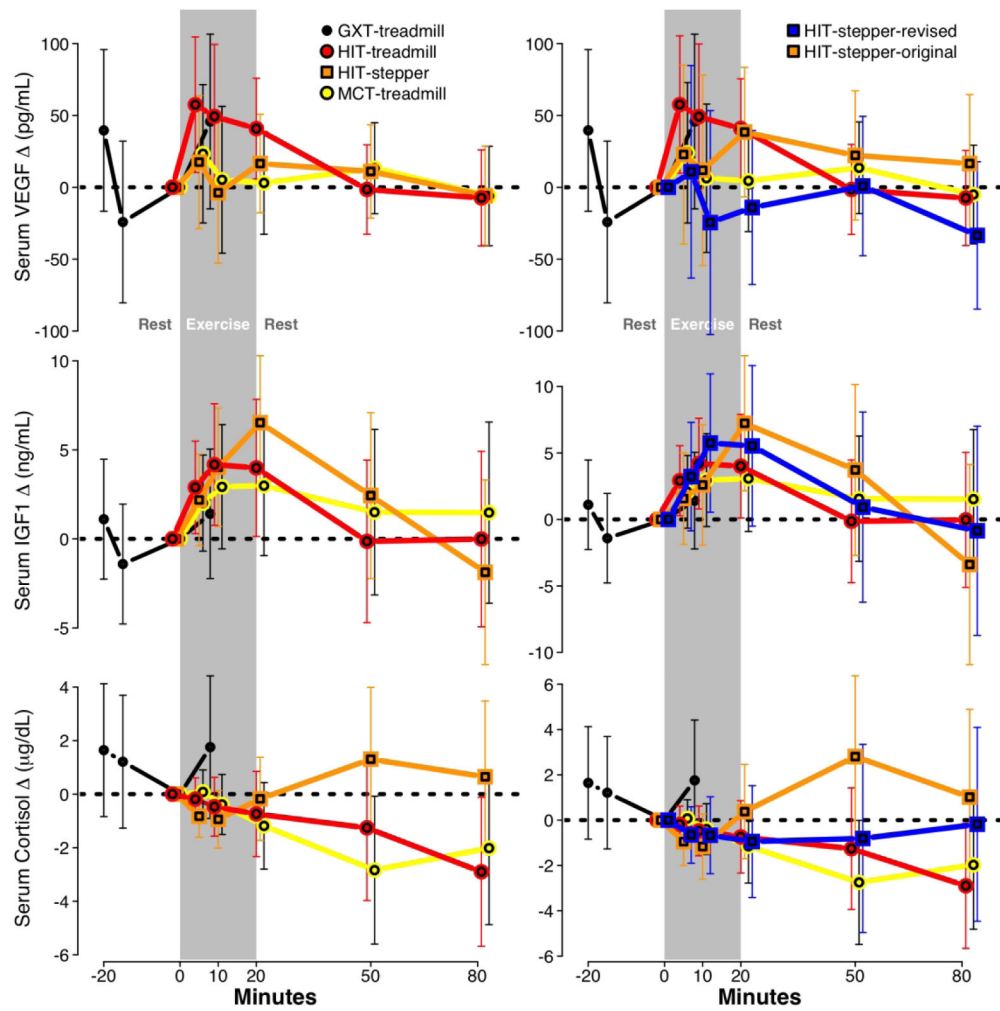 GXT-treadmill
HIT-treadmill
HIT-stepper
MCT-treadmill
HIT-stepper-revised
HIT-stepper-original
Serum VEGF Δ (pg/mL)
100
50
0
-50
-100
Rest Exercise Rest
100
50
0
-50
-100
Rest Exercise Rest
Serum IGF1 Δ (ng/mL)
10
5
0
-5
10
5
0
-5
-10
Serum Cortisol Δ (µg/dL)
4
2
0
-2
-4
-6
6
4
2
0
-2
-4
-6
-20 0 10 20 50 80
Minutes
-20 0 10 20 50 80
Minutes